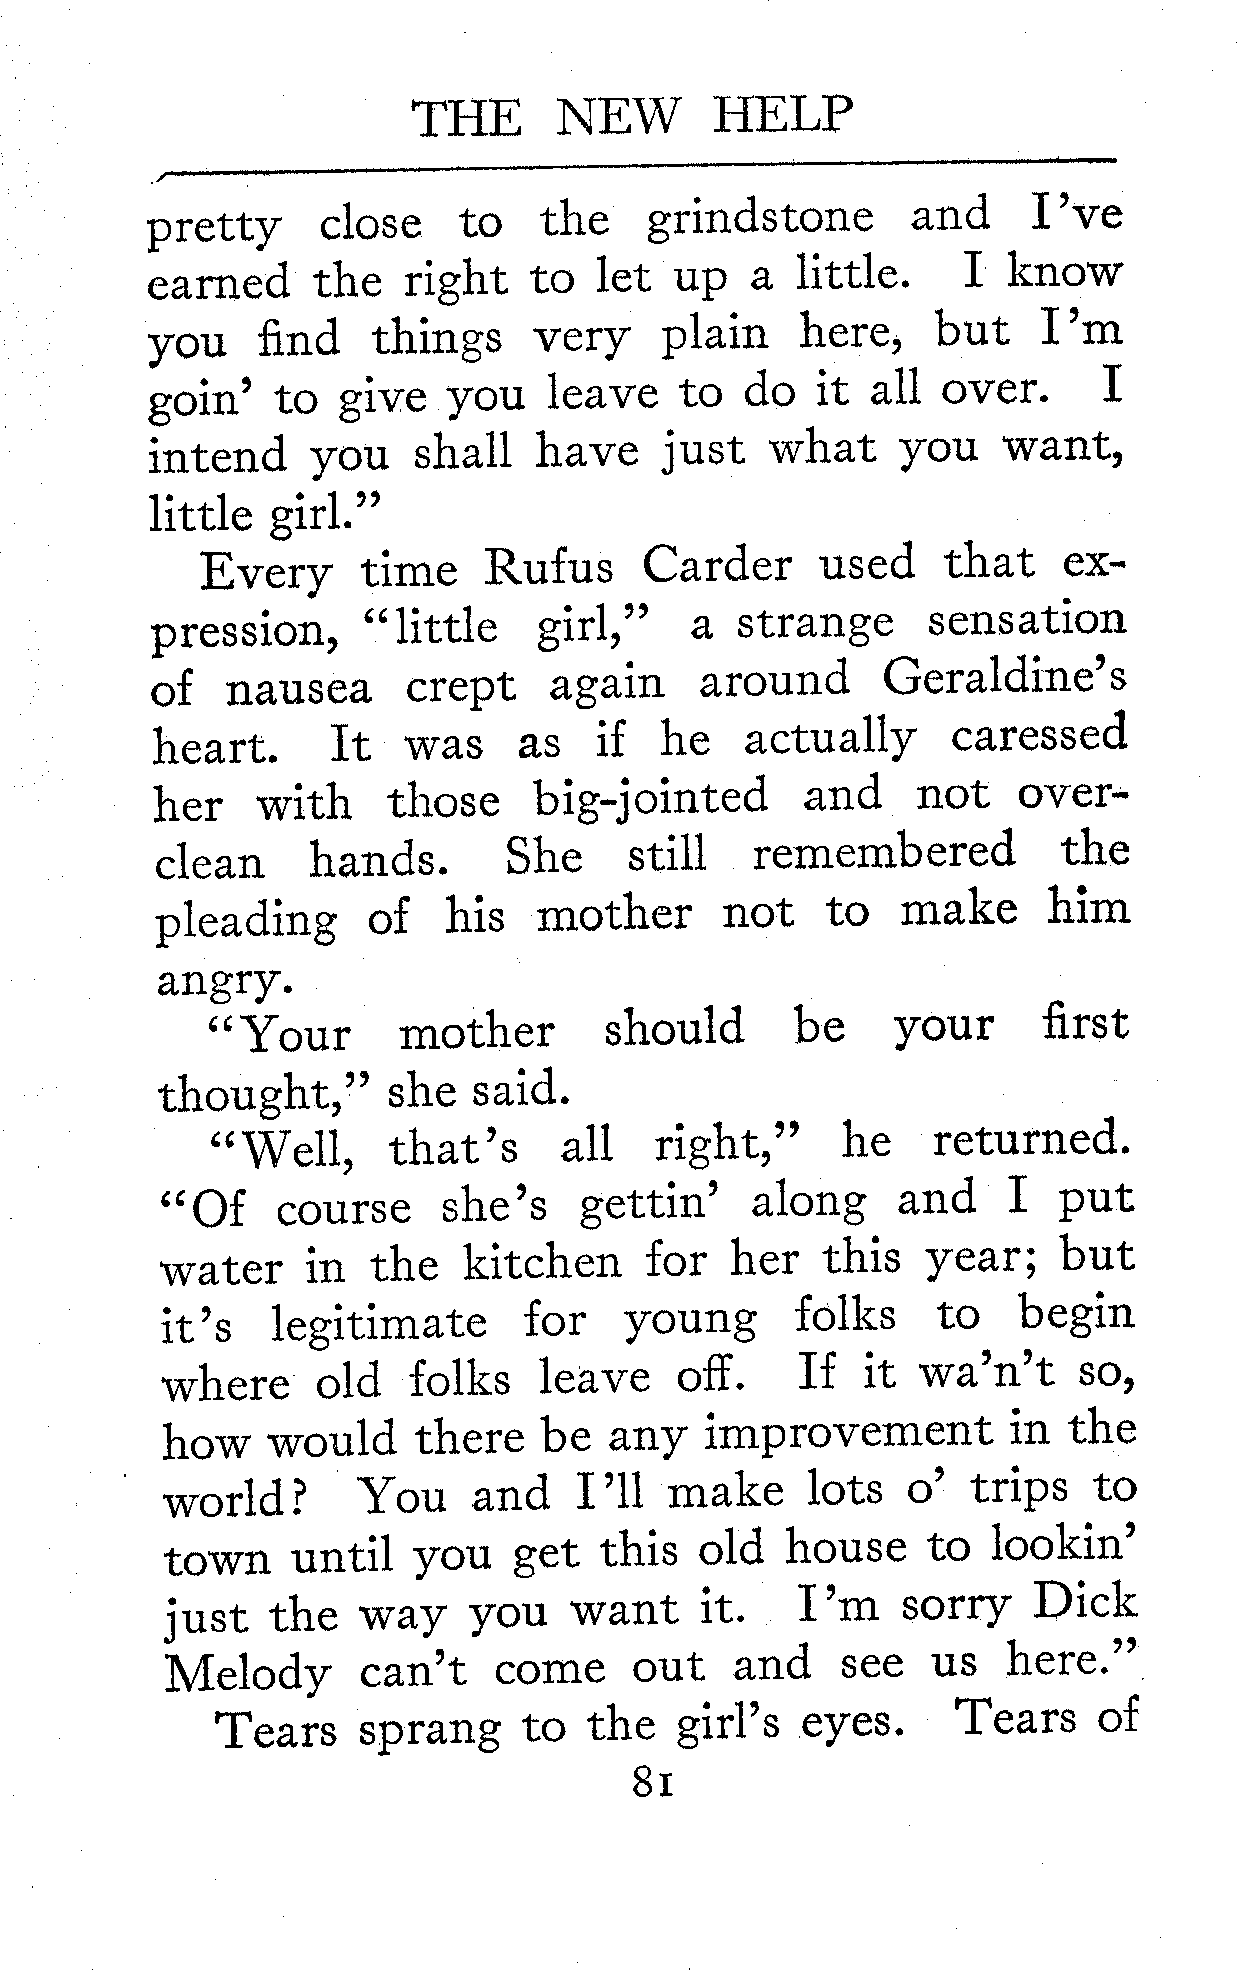 THE NEW HELP
pretty close to the grindstone and I've
earned the right to let up a little. I know
you find things very plain here, but I'm
goin' to give you leave to do it all over. I
intend you shall have just what you want,
little girl."
Every time Rufus Carder used that ex-
pression, "little girl," a strange sensation
of nausea crept again around Geraldine's
heart. It was as if he actually caressed
her with those big-jointed and not over-
clean hands. She still remembered the
pleading of his mother not to make him
angry.
"Your mother should be your first
thought," she said.
"Well, that's all right," he returned.
"Of course she's gettin' along and I put
water in the kitchen for her this year; but
it's legitimate for young folks to begin
where old folks leave off. If it wa'n't so,
how would there be any improvement in the
world? You and I'll make lots o' trips to
town until you get this old house to lookin'
just the way you want it. I'm sorry Dick
Melody can't come out and see us here."
Tears sprang to the girl's eyes. Tears of
81